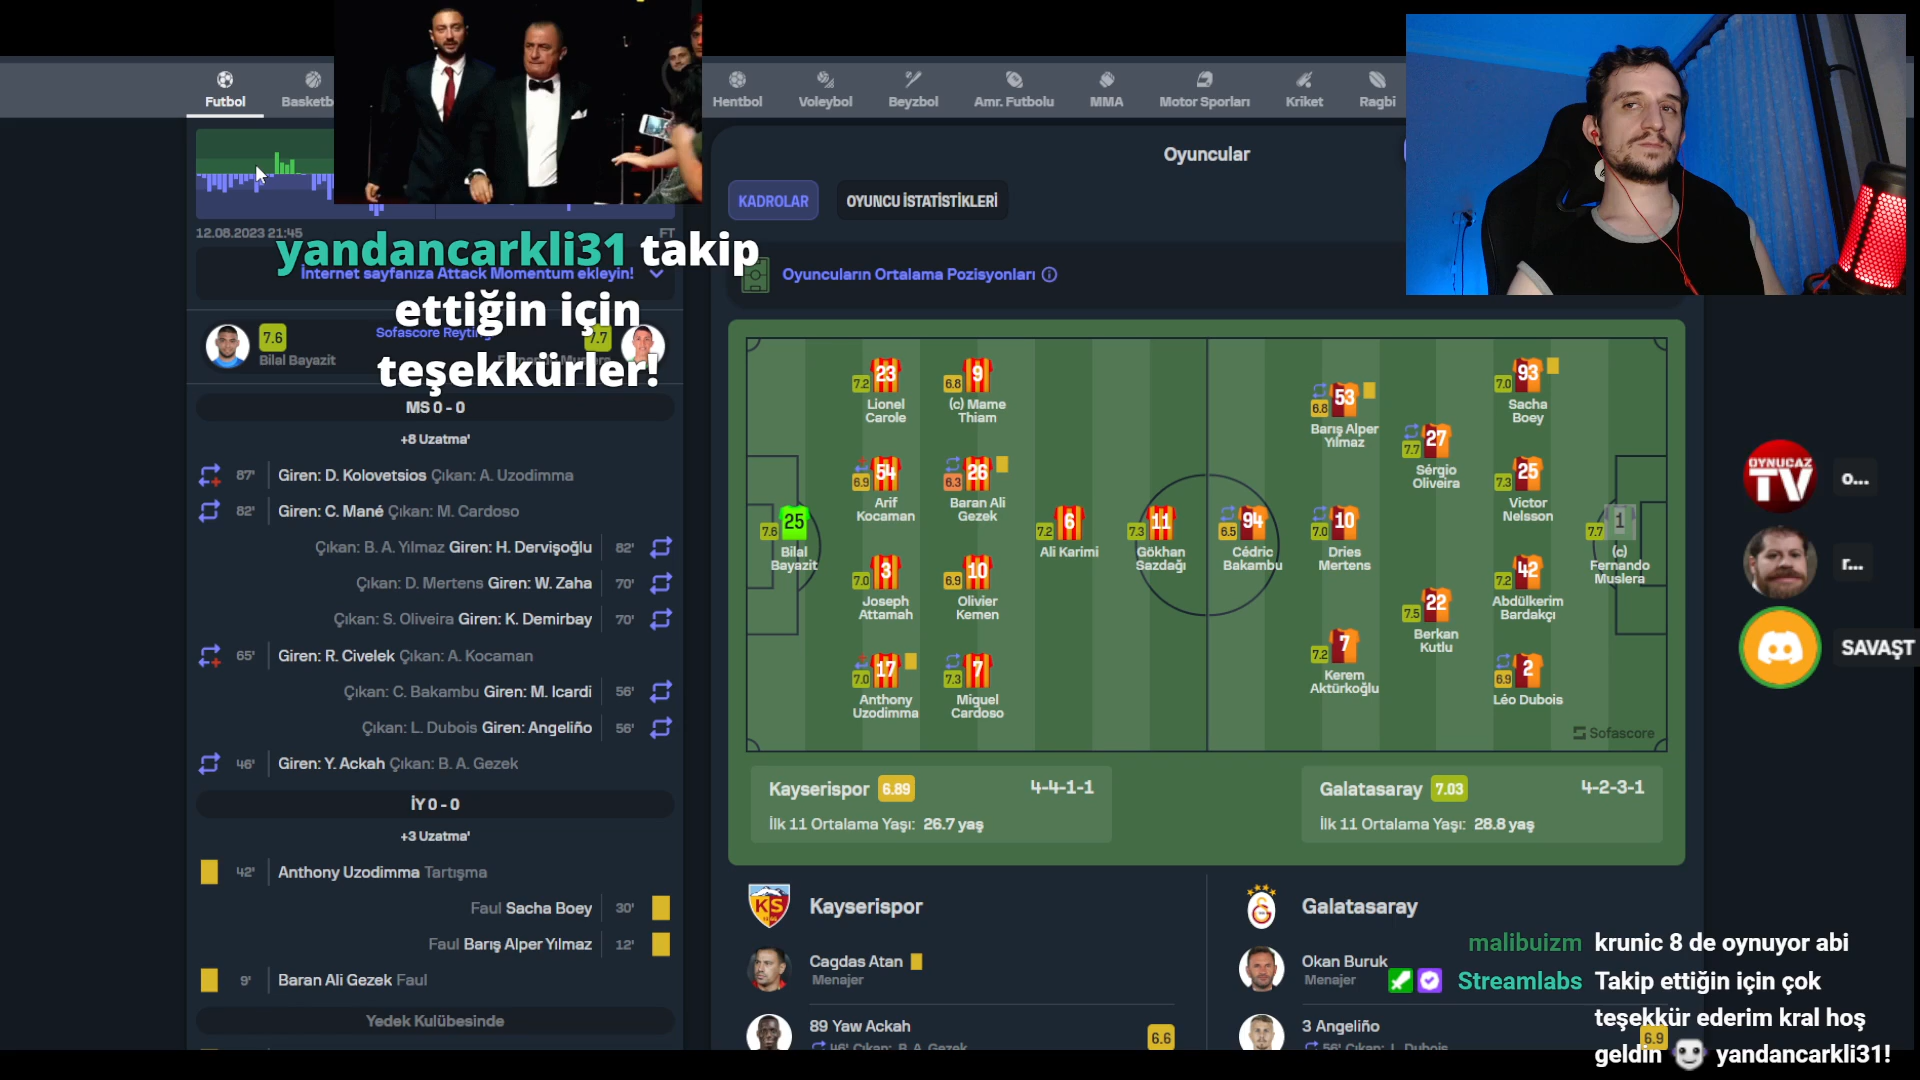 Futbol
Basketb
Hentbol
Voleybol
Beyzbol
Amr. Futbolu
MMA
Motor Sporları
Kriket
Ragbi
12.08.2023 21:45
FT
İnternet sayfanıza Attack Momentum ekleyin!
yandancarkli31 takip
ettiğin için
teşekkürler!
7.6
Bilal Bayazit
Sofascore
7.7
MS 0 - 0
+8 Uzatma'
87' Giren: D. Kolovetsios Çıkan: A. Uzodimma
82' Giren: C. Mané Çıkan: M. Cardoso
Çıkan: B. A. Yılmaz Giren: H. Dervişoğlu 82'
Çıkan: D. Mertens Giren: W. Zaha 70'
Çıkan: S. Oliveira Giren: K. Demirbay 70'
65' Giren: R. Civelek Çıkan: A. Kocaman
Çıkan: C. Bakambu Giren: M. Icardi 56'
Çıkan: L. Dubois Giren: Angeliño 56'
46' Giren: Y. Ackah Çıkan: B. A. Gezek
İY 0 - 0
+3 Uzatma'
42' Anthony Uzodimma Tartışma
Faul Sacha Boey 30'
Faul Barış Alper Yılmaz 12'
9' Baran Ali Gezek Faul
Yedek Kulübesinde
Oyuncular
KADROLAR
OYUNCU İSTATİSTİKLERİ
Oyuncuların Ortalama Pozisyonları
25
7.6
Bilal
Bayazit
23
7.2
Lionel
Carole
54
6.9
Arif
Kocaman
3
7.0
Joseph
Attamah
17
7.0
Anthony
Uzodimma
9
6.8
(c) Mame
Thiam
26
6.3
Baran Ali
Gezek
10
6.9
Olivier
Kemen
7
7.3
Miguel
Cardoso
6
7.2
Ali Karimi
11
7.3
Gökhan
Sazdağı
94
6.5
Cédric
Bakambu
53
6.8
Barış Alper
Yılmaz
10
7.0
Dries
Mertens
7
7.2
Kerem
Aktürkoğlu
27
7.7
Sérgio
Oliveira
22
7.5
Berkan
Kutlu
93
7.0
Sacha
Boey
25
7.3
Victor
Nelsson
42
7.2
Abdülkerim
Bardakçı
2
6.9
Léo Dubois
1
7.7
(c)
Fernando
Muslera
Sofascore
Kayserispor 6.89 4-4-1-1
İlk 11 Ortalama Yaşı: 26.7 yaş
Galatasaray 7.03 4-2-3-1
İlk 11 Ortalama Yaşı: 28.8 yaş
KS
Kayserispor
Cagdas Atan
Menajer
89 Yaw Ackah
46' Çıkan: B. A. Gezek
6.6
Galatasaray
Okan Buruk
Menajer
3 Angeliño
56' Çıkan: L. Dubois
6.9
OYNUCAZ
TV
o...
r...
SAVAŞT
malibuizm krunic 8 de oynuyor abi
Streamlabs Takip ettiğin için çok
teşekkür ederim kral hoş
geldin yandancarkli31!